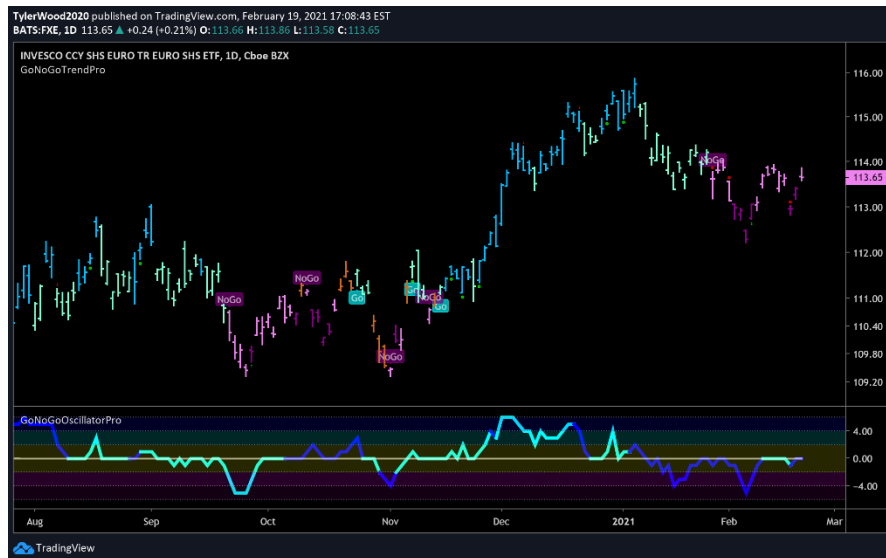 TylerWood2020 published on TradingView.com, February 19, 2021 17:08:43 EST
BATS:FXE, 1D 113.65 ▲ +0.24 (+0.21%) O:113.66 H:113.86 L:113.58 C:113.65
INVESCO CCY SHS EURO TR EURO SHS ETF, 1D, Cboe BZX
GoNoGoTrendPro
116.00
115.00
114.00
NoGo
113.65
113.00
112.00
NoGo
NoGo
Go
Go
NoGo
Go
111.00
110.40
NoGo
109.80
109.20
GoNoGoOscillatorPro
4.00
0.00
−4.00
Aug Sep Oct Nov Dec 2021 Feb Mar
TradingView